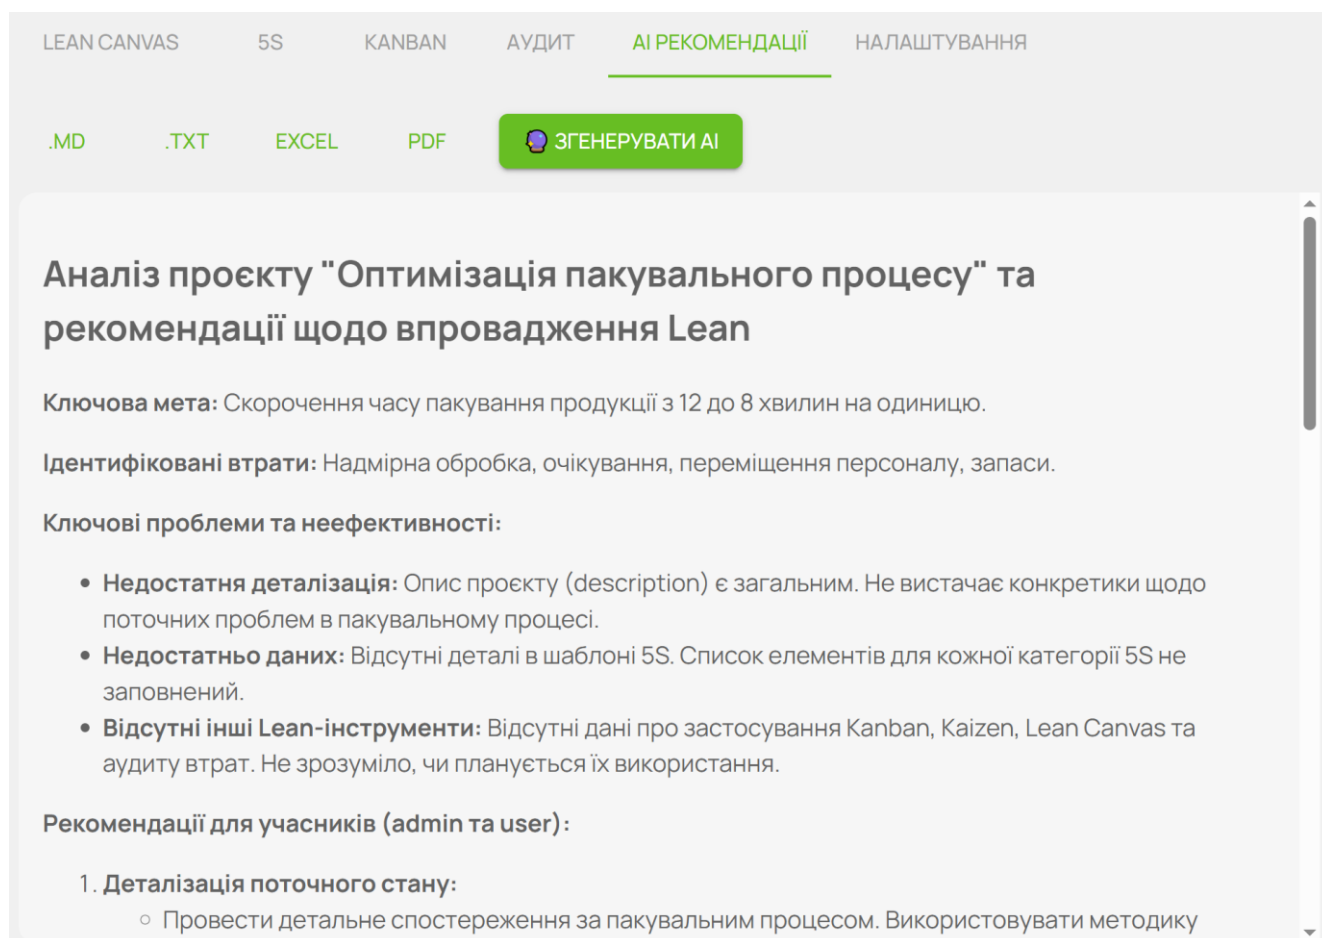 LEAN CANVAS 5S KANBAN АУДИТ AI РЕКОМЕНДАЦІЇ НАЛАШТУВАННЯ
.MD .TXT EXCEL PDF ЗГЕНЕРУВАТИ AI
Аналіз проєкту "Оптимізація пакувального процесу" та
рекомендації щодо впровадження Lean
Ключова мета: Скорочення часу пакування продукції з 12 до 8 хвилин на одиницю.
Ідентифіковані втрати: Надмірна обробка, очікування, переміщення персоналу, запаси.
Ключові проблеми та неефективності:
• Недостатня деталізація: Опис проєкту (description) є загальним. Не вистачає конкретики щодо
поточних проблем в пакувальному процесі.
• Недостатньо даних: Відсутні деталі в шаблоні 5S. Список елементів для кожної категорії 5S не
заповнений.
• Відсутні інші Lean-інструменти: Відсутні дані про застосування Kanban, Kaizen, Lean Canvas та
аудиту втрат. Не зрозуміло, чи планується їх використання.
Рекомендації для учасників (admin та user):
1. Деталізація поточного стану:
◦ Провести детальне спостереження за пакувальним процесом. Використовувати методику